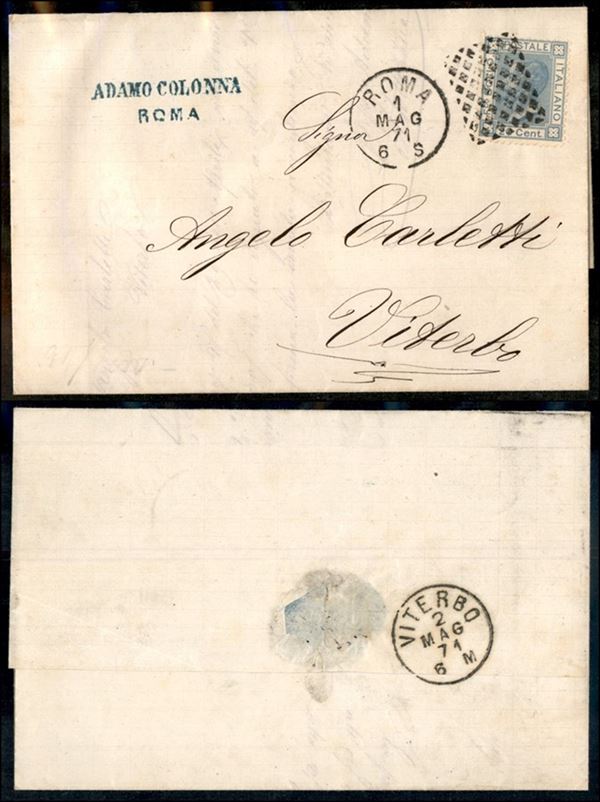 ADAMO COLONNA
ROMA
ROMA
1
MAG
71
6 S
POSTALE
ITALIANO
Cent.
Signor
Angelo Carletti
Viterbo
VITERBO
2
MAG
71
6 M